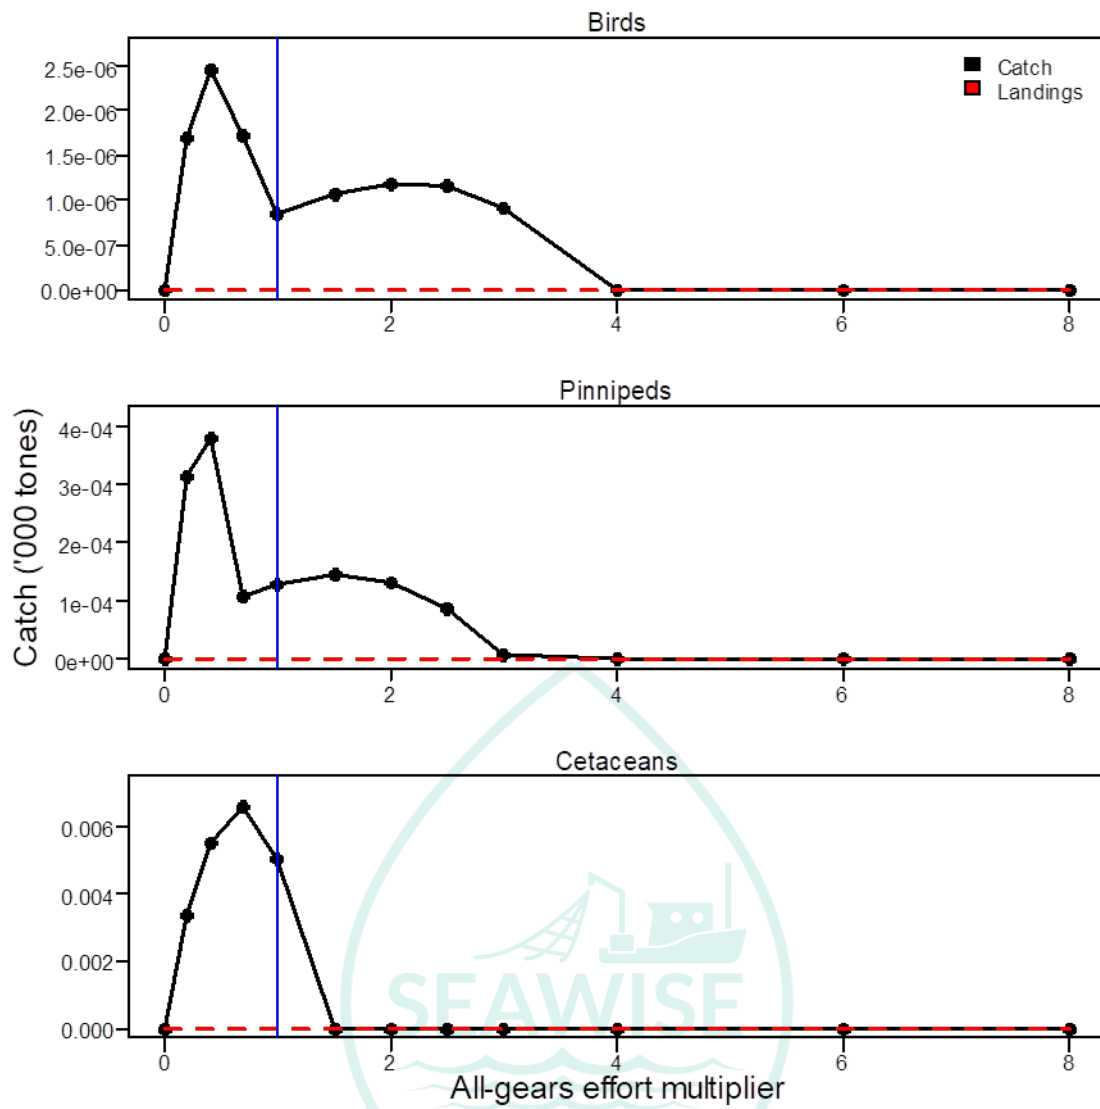 Birds
2.5e-06
2.0e-06
1.5e-06
1.0e-06
5.0e-07
0.0e+00
Catch
Landings
0 2 4 6 8
Pinnipeds
4e-04
3e-04
2e-04
1e-04
0e+00
0 2 4 6 8
Catch ('000 tones)
Cetaceans
0.006
0.004
0.002
0.000
SEAWISE
0 2 4 6 8
All-gears effort multiplier